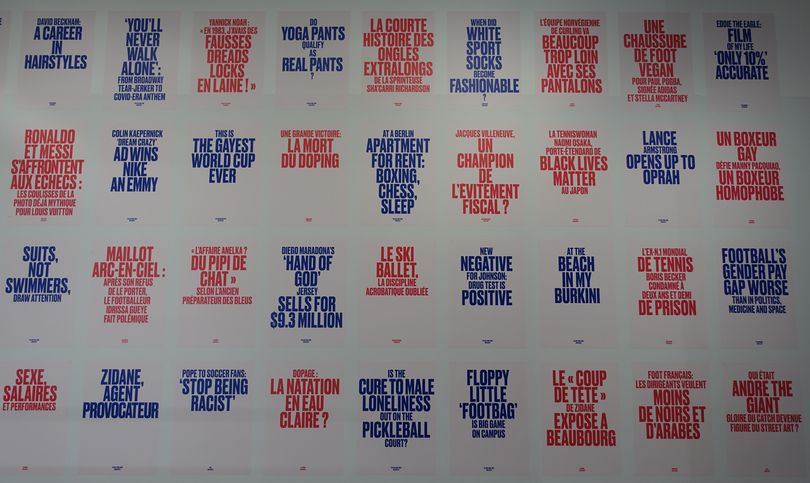 DAVID BECKHAM:
A CAREER
IN
HAIRSTYLES
'YOU'LL
NEVER
WALK
ALONE':
FROM BROADWAY
TEAR-JERKER TO
COVID-ERA ANTHEM
YANNICK NOAH :
« EN 1983, J'AVAIS DES
FAUSSES
DREADS
LOCKS
EN LAINE ! »
DO
YOGA PANTS
QUALIFY
AS
REAL PANTS
?
LA COURTE
HISTOIRE DES
ONGLES
EXTRALONGS
DE LA SPRINTEUSE
SHA'CARRI RICHARDSON
WHEN DID
WHITE
SPORT
SOCKS
BECOME
FASHIONABLE
?
L'ÉQUIPE NORVÉGIENNE
DE CURLING VA
BEAUCOUP
TROP LOIN
AVEC SES
PANTALONS
UNE
CHAUSSURE
DE FOOT
VEGAN
POUR PAUL POGBA,
SIGNÉE ADIDAS
ET STELLA MCCARTNEY
EDDIE THE EAGLE:
FILM
OF MY LIFE
'ONLY 10%'
ACCURATE
RONALDO
ET MESSI
S'AFFRONTENT
AUX ECHECS :
LES COULISSES DE LA
PHOTO DÉJÀ MYTHIQUE
POUR LOUIS VUITTON
COLIN KAEPERNICK
'DREAM CRAZY'
AD WINS
NIKE
AN EMMY
THIS IS
THE GAYEST
WORLD CUP
EVER
UNE GRANDE VICTOIRE:
LA MORT
DU DOPING
AT A BERLIN
APARTMENT
FOR RENT:
BOXING,
CHESS,
SLEEP
JACQUES VILLENEUVE,
UN
CHAMPION
DE
L'EVITEMENT
FISCAL ?
LA TENNISWOMAN
NAOMI OSAKA,
PORTE-ÉTENDARD DE
BLACK LIVES
MATTER
AU JAPON
LANCE
ARMSTRONG
OPENS UP TO
OPRAH
UN BOXEUR
GAY
DÉFIE MANNY PACQUIAO,
UN BOXEUR
HOMOPHOBE
SUITS,
NOT
SWIMMERS,
DRAW ATTENTION
MAILLOT
ARC-EN-CIEL :
APRÈS SON REFUS
DE LE PORTER,
LE FOOTBALLEUR
IDRISSA GUEYE
FAIT POLÉMIQUE
« L'AFFAIRE ANELKA ?
DU PIPI DE
CHAT »
SELON L'ANCIEN
PRÉPARATEUR DES BLEUS
DIEGO MARADONA'S
'HAND OF
GOD'
JERSEY
SELLS FOR
$9.3 MILLION
LE SKI
BALLET,
LA DISCIPLINE
ACROBATIQUE OUBLIÉE
NEW
NEGATIVE
FOR JOHNSON:
DRUG TEST IS
POSITIVE
AT THE
BEACH
IN MY
BURKINI
L'EX-N.1 MONDIAL
DE TENNIS
BORIS BECKER
CONDAMNÉ À
DEUX ANS ET DEMI
DE PRISON
FOOTBALL'S
GENDER PAY
GAP WORSE
THAN IN POLITICS,
MEDICINE AND SPACE
SEXE,
SALAIRES
ET PERFORMANCES
ZIDANE,
AGENT
PROVOCATEUR
POPE TO SOCCER FANS:
'STOP BEING
RACIST'
DOPAGE :
LA NATATION
EN EAU
CLAIRE ?
IS THE
CURE TO MALE
LONELINESS
OUT ON THE
PICKLEBALL
COURT?
FLOPPY
LITTLE
'FOOTBAG'
IS BIG GAME
ON CAMPUS
LE « COUP
DE TÊTE »
DE ZIDANE
EXPOSE A
BEAUBOURG
FOOT FRANÇAIS:
LES DIRIGEANTS VEULENT
MOINS
DE NOIRS ET
D'ARABES
QUI ÉTAIT
ANDRE THE
GIANT
GLOIRE DU CATCH DEVENUE
FIGURE DU STREET ART ?